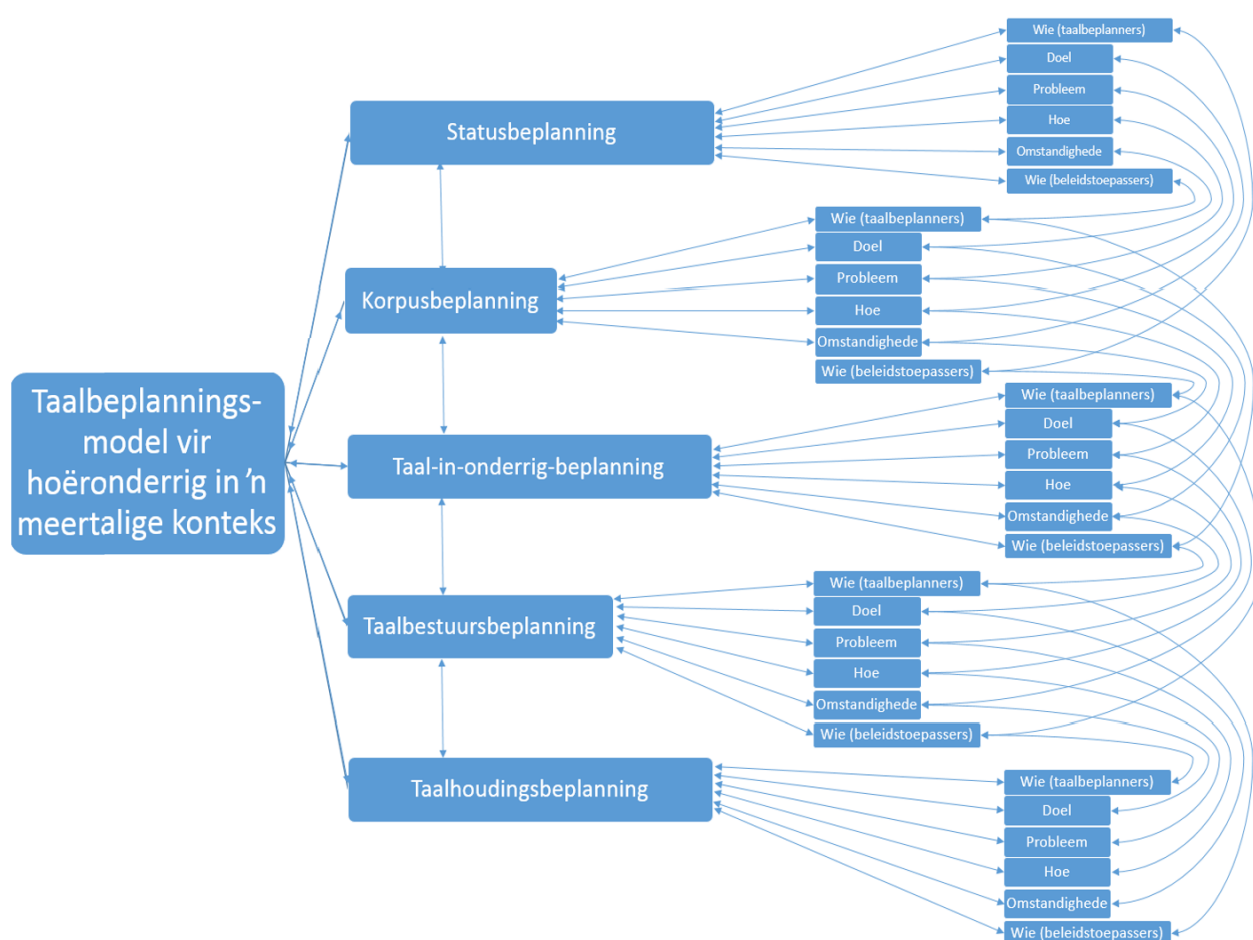 Taalbeplannings-
model vir
hoëronderrig in ’n
meertalige konteks
Statusbeplanning
Wie (taalbeplanners)
Doel
Probleem
Hoe
Omstandighede
Wie (beleidstoepassers)
Korpusbeplanning
Wie (taalbeplanners)
Doel
Probleem
Hoe
Omstandighede
Wie (beleidstoepassers)
Taal-in-onderrig-beplanning
Wie (taalbeplanners)
Doel
Probleem
Hoe
Omstandighede
Wie (beleidstoepassers)
Taalbestuursbeplanning
Wie (taalbeplanners)
Doel
Probleem
Hoe
Omstandighede
Wie (beleidstoepassers)
Taalhoudingsbeplanning
Wie (taalbeplanners)
Doel
Probleem
Hoe
Omstandighede
Wie (beleidstoepassers)